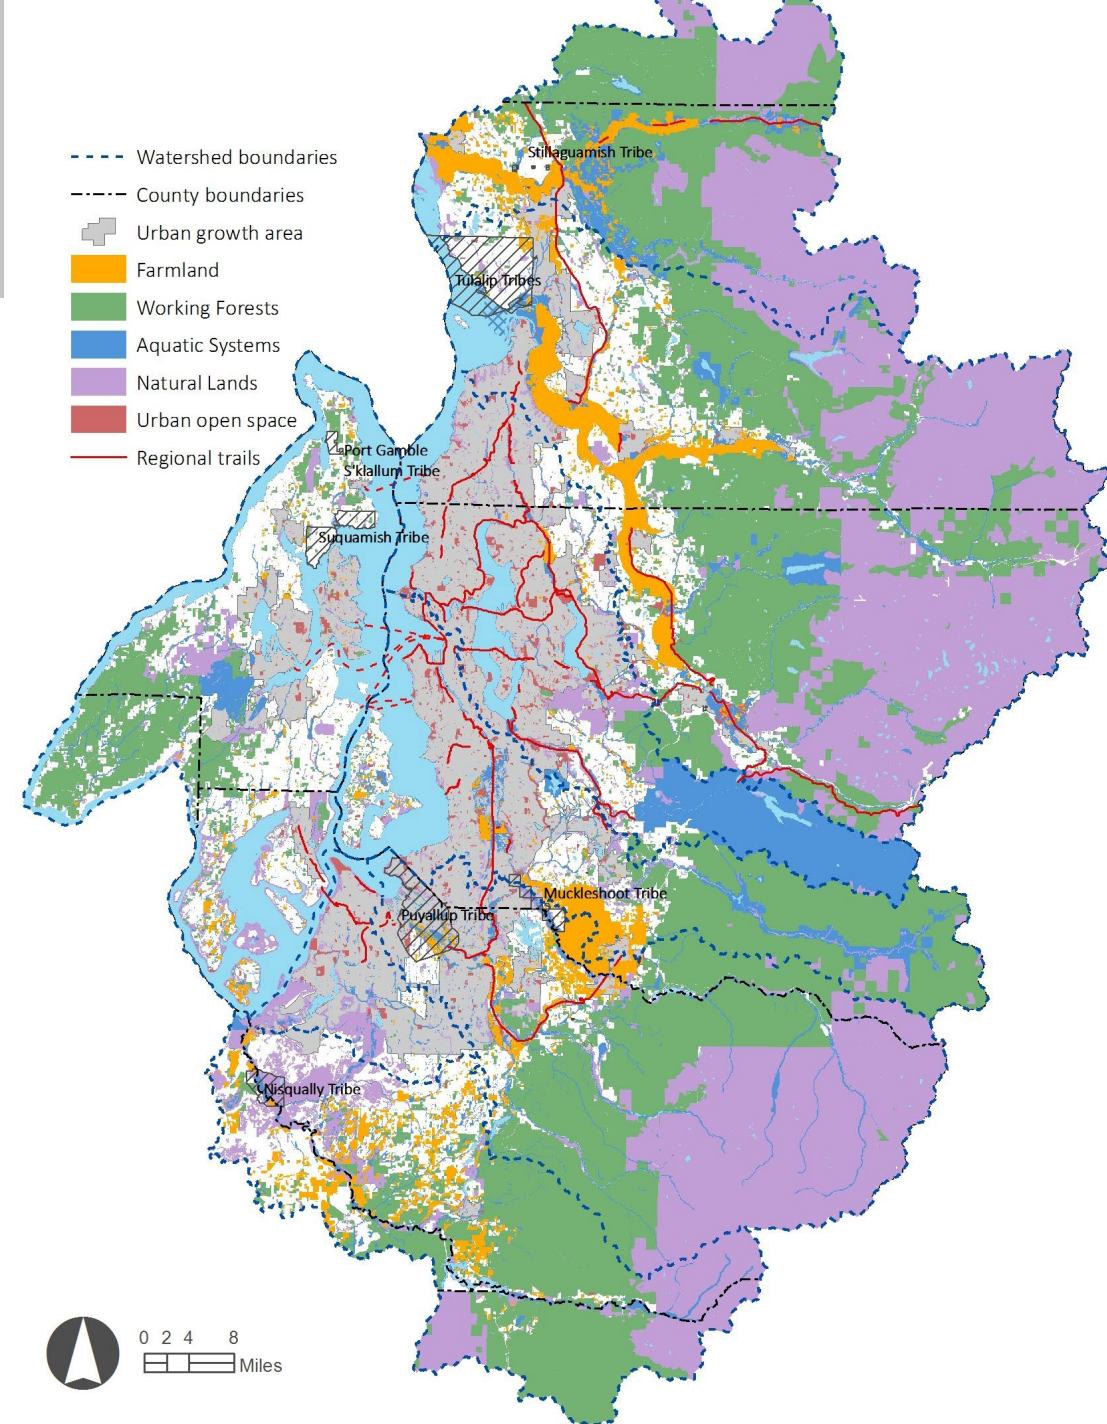 Watershed boundaries
County boundaries
Urban growth area
Farmland
Working Forests
Aquatic Systems
Natural Lands
Urban open space
Regional trails
Stillaguamish Tribe
Tulalip Tribes
Port Gamble
S'klallum Tribe
Suquamish Tribe
Muckleshoot Tribe
Puyallup Tribe
Nisqually Tribe
0 2 4 8
Miles